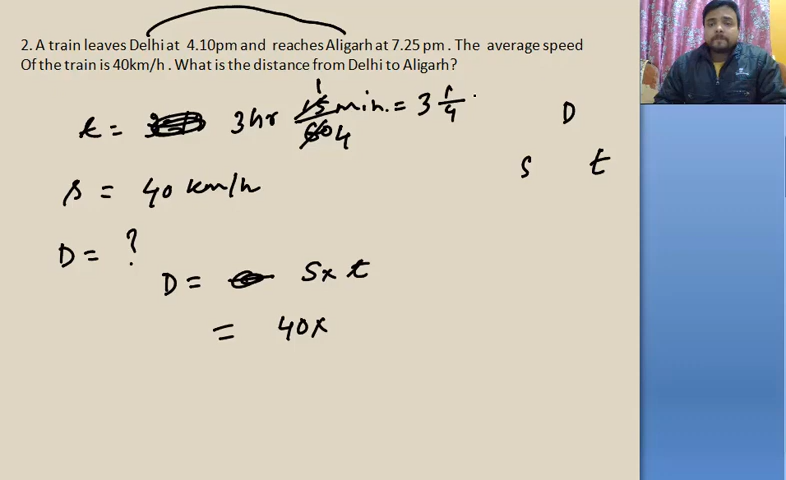 2. A train leaves Delhi at 4.10pm and reaches Aligarh at 7.25 pm . The average speed
Of the train is 40km/h . What is the distance from Delhi to Aligarh?
t = 3hr 15/60 min. = 3 1/4
1
4
D
S t
s = 40 km/h
D = ?
D = S x t
= 40x